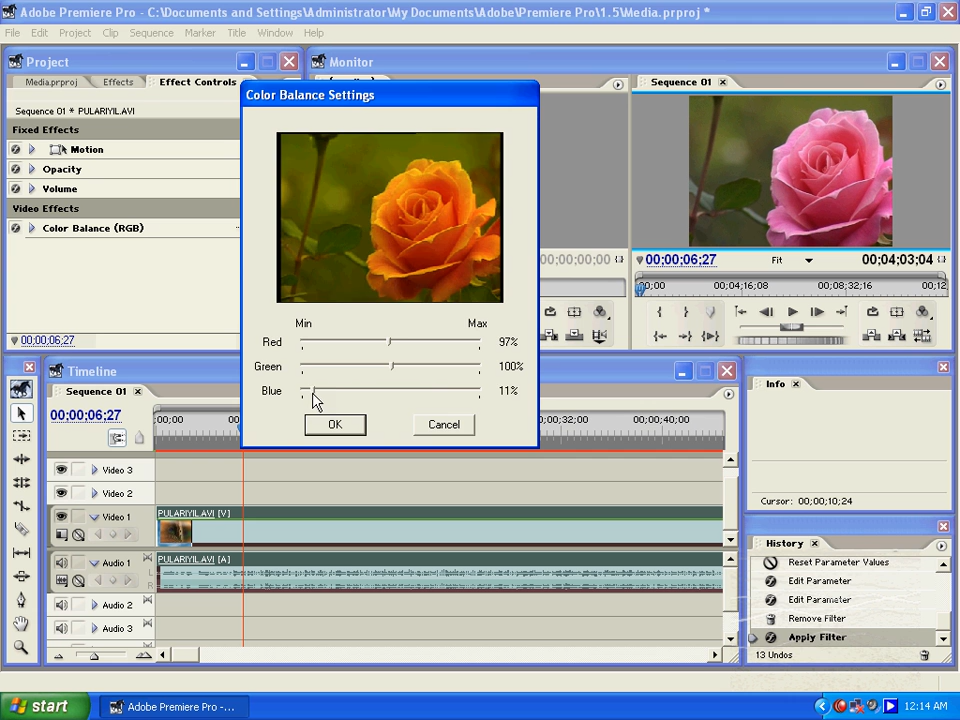 Adobe Premiere Pro - C:\Documents and Settings\Administrator\My Documents\Adobe\Premiere Pro\1.5\Media.prproj *
File Edit Project Clip Sequence Marker Title Window Help
Project
Media.prproj Effects Effect Controls
Sequence 01 * PULARIYIL.AVI
Fixed Effects
Motion
Opacity
Volume
Video Effects
Color Balance (RGB)
00;00;06;27
Color Balance Settings
Min Max
Red 97%
Green 100%
Blue 11%
OK Cancel
Monitor
Sequence 01
00;00;00;00
00;00;06;27 Fit 00;04;03;04
00;00 00;04;16;08 00;08;32;16 00;12
Timeline
Sequence 01
00;00;06;27
00;00 00;00;32;00 00;00;40;00
Video 3
Video 2
Video 1
PULARIYIL.AVI [V]
Audio 1
PULARIYIL.AVI [A]
L
R
Audio 2
Audio 3
Info
Cursor: 00;00;10;24
History
Reset Parameter Values
Edit Parameter
Edit Parameter
Remove Filter
Apply Filter
13 Undos
start
Adobe Premiere Pro -...
12:14 AM